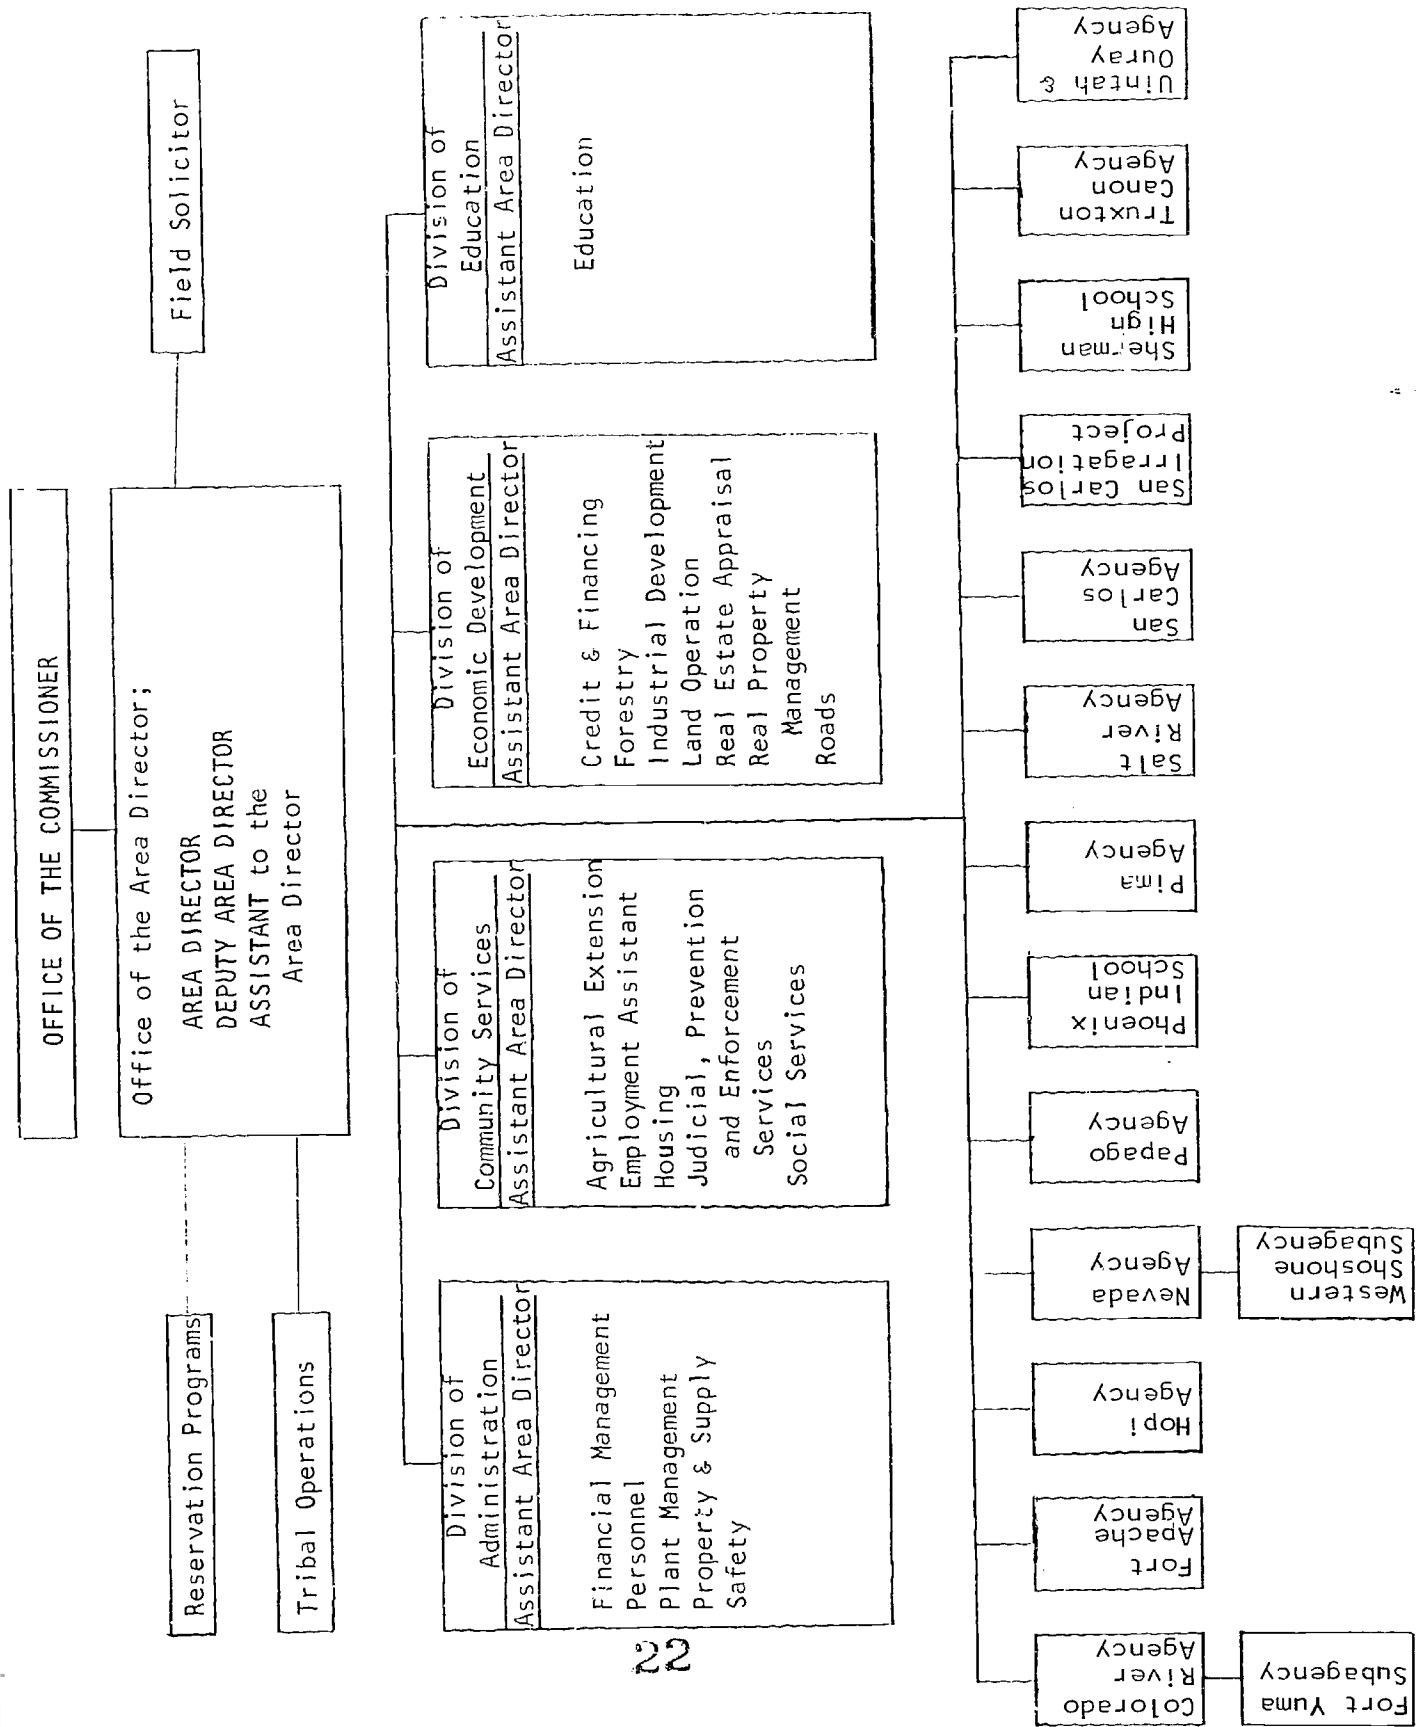 OFFICE OF THE COMMISSIONER
Office of the Area Director;
AREA DIRECTOR
DEPUTY AREA DIRECTOR
ASSISTANT to the
Area Director
Reservation Programs
Tribal Operations
Field Solicitor
Division of
Administration
Assistant Area Director
Financial Management
Personnel
Plant Management
Property & Supply
Safety
Division of
Community Services
Assistant Area Director
Agricultural Extension
Employment Assistant
Housing
Judicial, Prevention
and Enforcement
Services
Social Services
Division of
Economic Development
Assistant Area Director
Credit & Financing
Forestry
Industrial Development
Land Operation
Real Estate Appraisal
Real Property
Management
Roads
Division of
Education
Assistant Area Director
Education
Colorado
River
Agency
Fort Yuma
Subagency
Fort
Apache
Agency
Hopi
Agency
Nevada
Agency
Western
Shoshone
Subagency
Papago
Agency
Phoenix
Indian
School
Pima
Agency
Salt
River
Agency
San
Carlos
Agency
San Carlos
Irragation
Project
Sherman
High
School
Truxton
Canon
Agency
Uintah &
Ouray
Agency
22